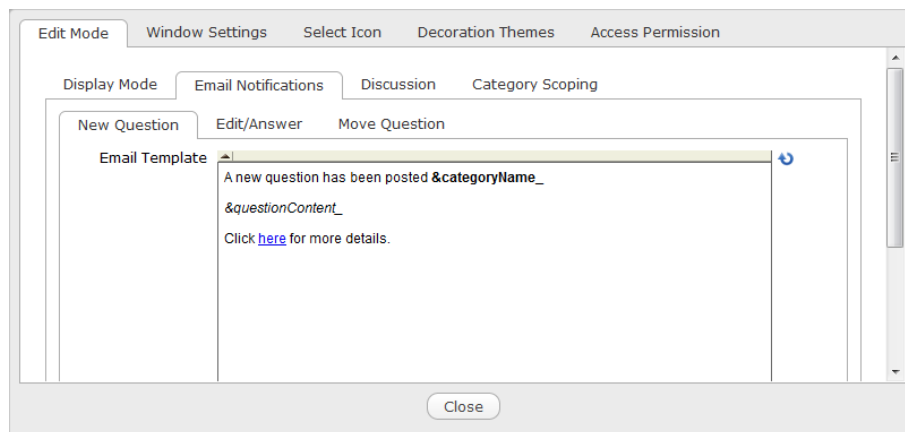 Edit Mode Window Settings Select Icon Decoration Themes Access Permission
Display Mode Email Notifications Discussion Category Scoping
New Question Edit/Answer Move Question
Email Template
A new question has been posted &categoryName_
&questionContent_
Click here for more details.
Close